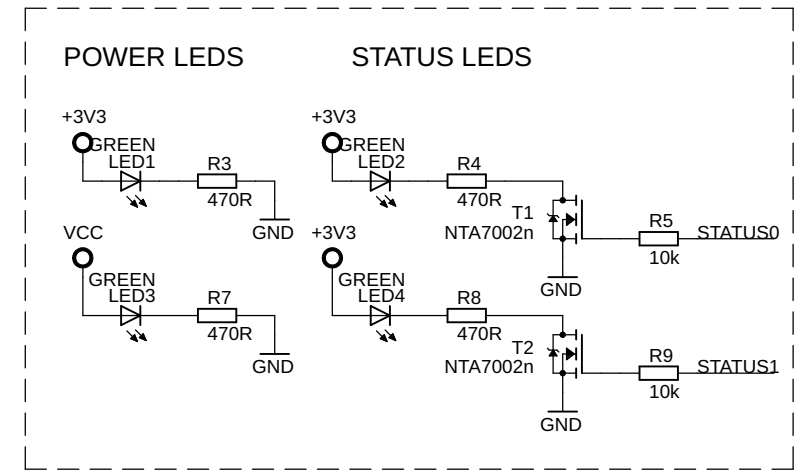 POWER LEDS
STATUS LEDS
+3V3
GREEN
LED1
R3
470R
GND
+3V3
GREEN
LED2
R4
470R
T1
NTA7002n
GND
R5
10k
STATUS0
VCC
GREEN
LED3
R7
470R
GND
+3V3
GREEN
LED4
R8
470R
T2
NTA7002n
GND
R9
10k
STATUS1